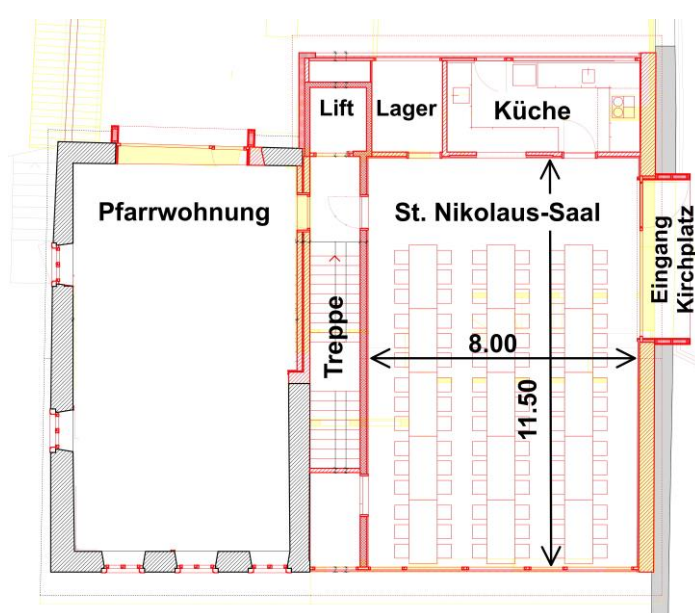 Lift
Lager
Küche
Pfarrwohnung
St. Nikolaus-Saal
Eingang
Kirchplatz
Treppe
8.00
11.50